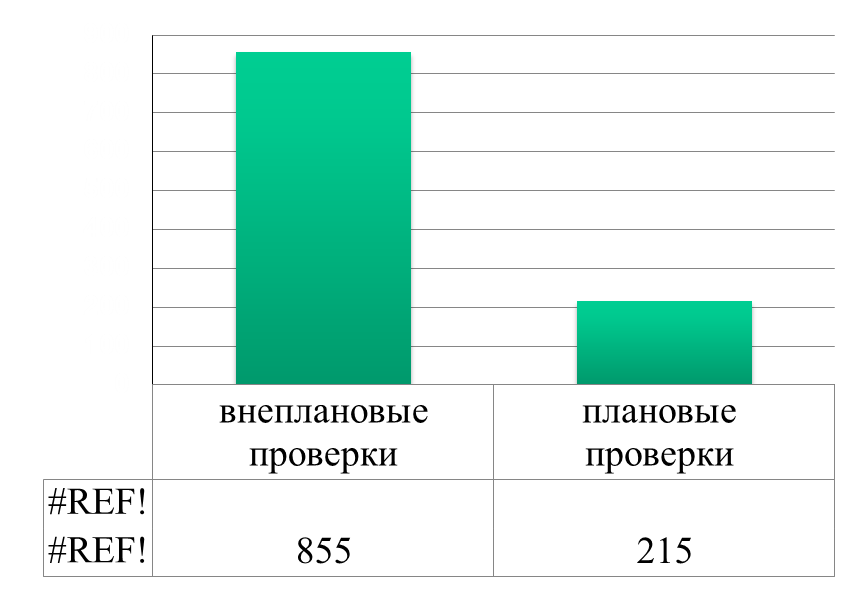 внеплановые
проверки
плановые
проверки
#REF!
#REF! 855 215